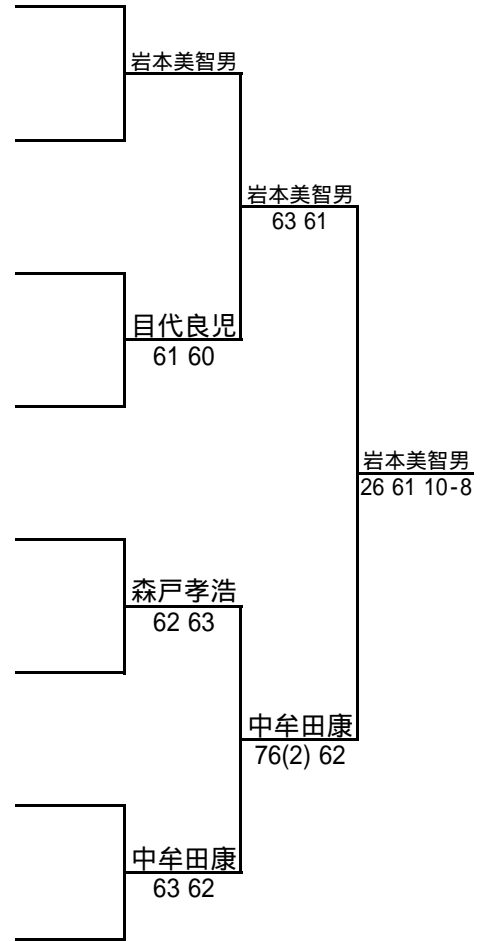 岩本美智男
岩本美智男
63 61
目代良児
61 60
岩本美智男
26 61 10-8
森戸孝浩
62 63
中牟田康
76(2) 62
中牟田康
63 62